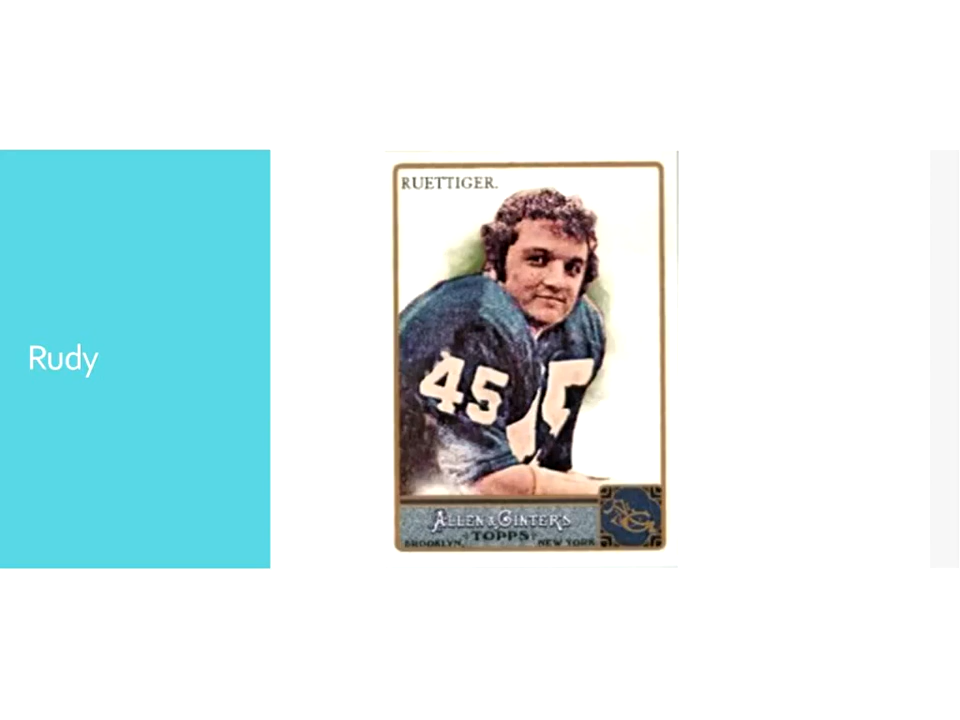 Rudy
RUETTIGER.
45
ALLEN & GINTER'S
TOPPS
BROOKLYN, NEW YORK